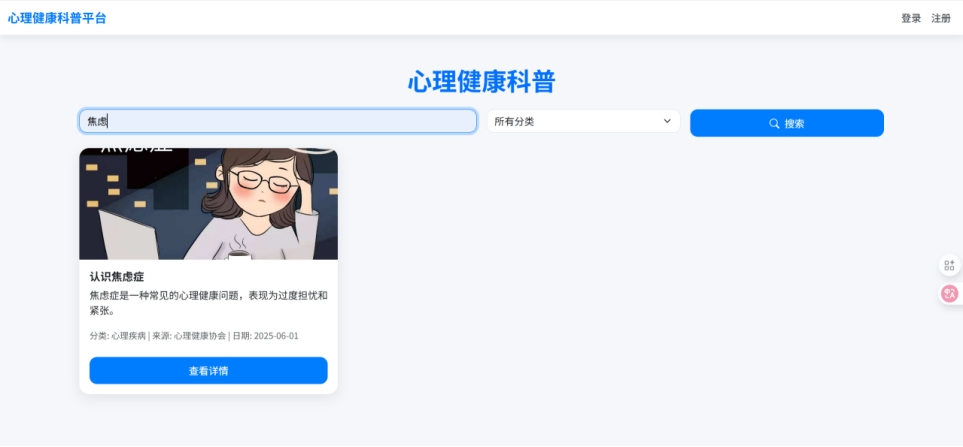 心理健康科普平台
登录 注册
心理健康科普
焦虑
所有分类
搜索
认识焦虑症
焦虑症是一种常见的心理健康问题，表现为过度担忧和
紧张。
分类: 心理疾病 | 来源: 心理健康协会 | 日期: 2025-06-01
查看详情